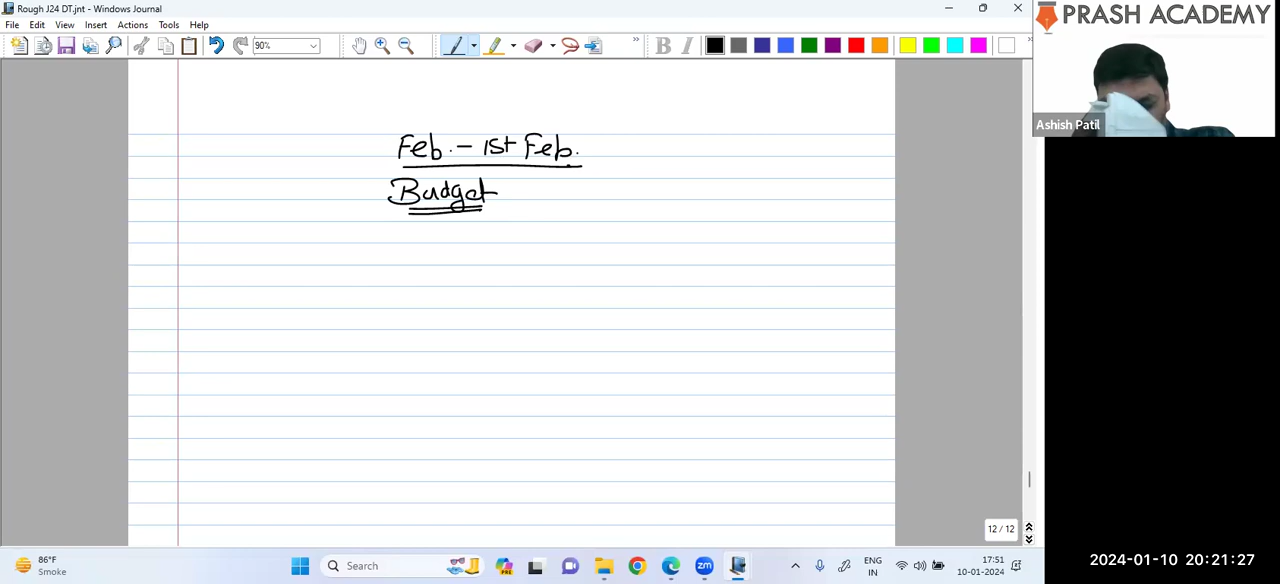 Rough J24 DT.jnt - Windows Journal
File Edit View Insert Actions Tools Help
90%
B I
PRASH ACADEMY
Ashish Patil
Feb. - 1st Feb.
Budget
12 / 12
86°F
Smoke
Search
PRE
ENG
IN
17:51
10-01-2024
2024-01-10 20:21:27